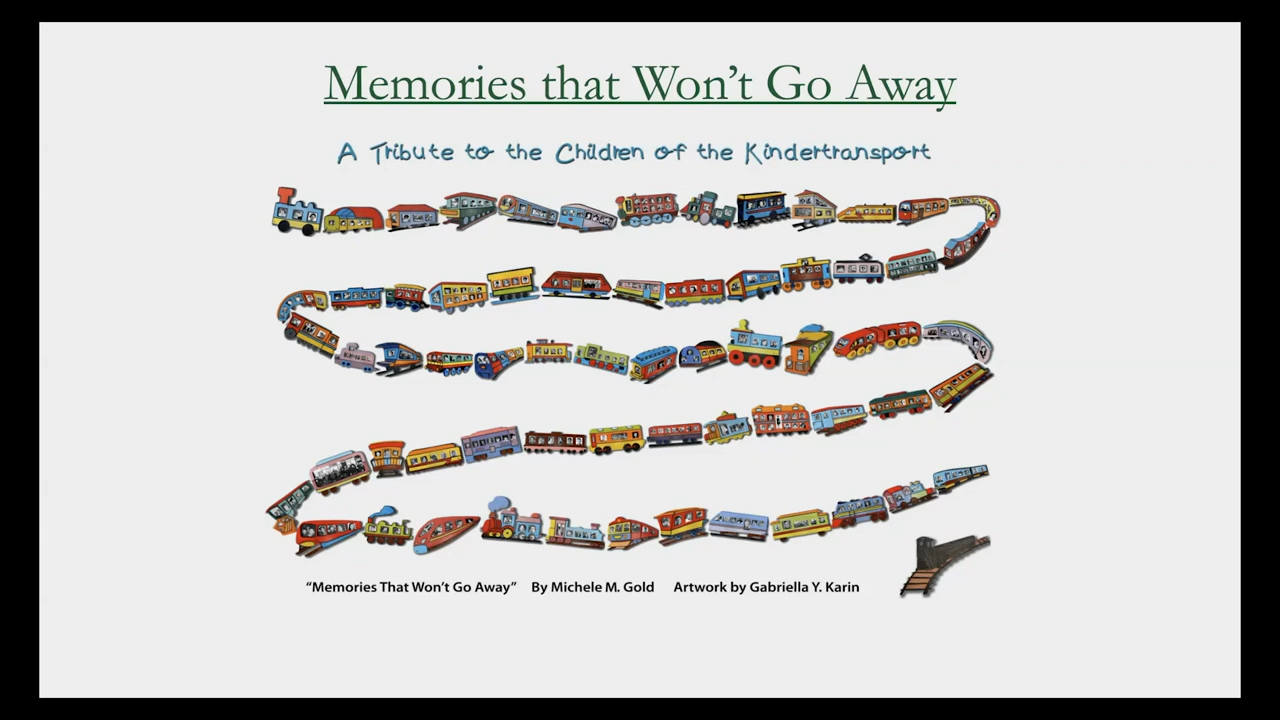 Memories that Won't Go Away
A Tribute to the Children of the Kindertransport
"Memories That Won't Go Away" By Michele M. Gold Artwork by Gabriella Y. Karin